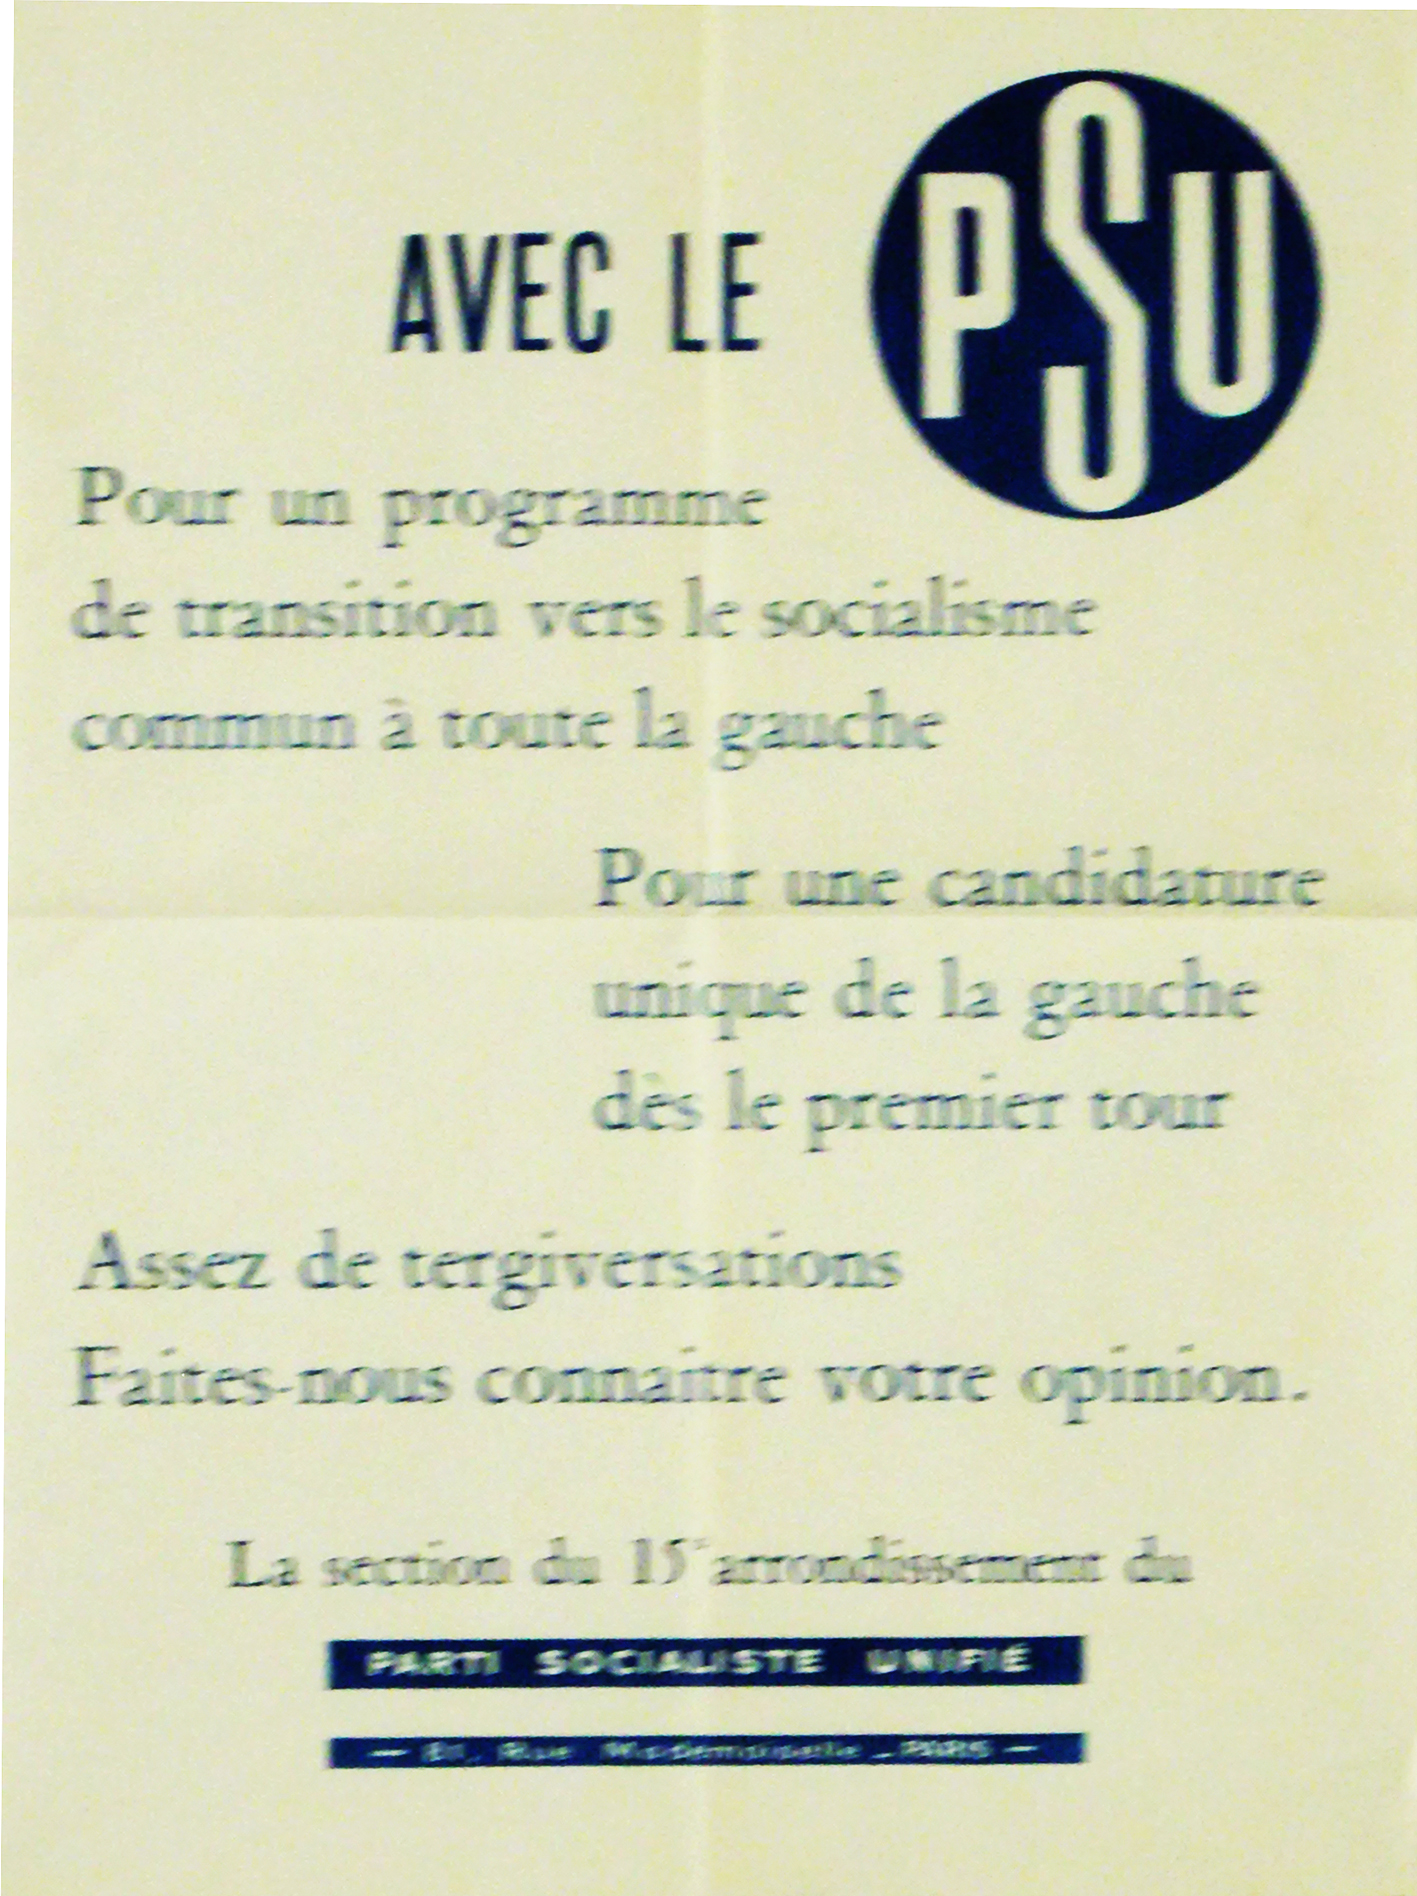 AVEC LE PSU
Pour un programme
de transition vers le socialisme
commun à toute la gauche
Pour une candidature
unique de la gauche
dès le premier tour
Assez de tergiversations
Faites-nous connaitre votre opinion.
La section du 15e arrondissement du
PARTI SOCIALISTE UNIFIÉ
— 81, Rue Mademoiselle _ PARIS —